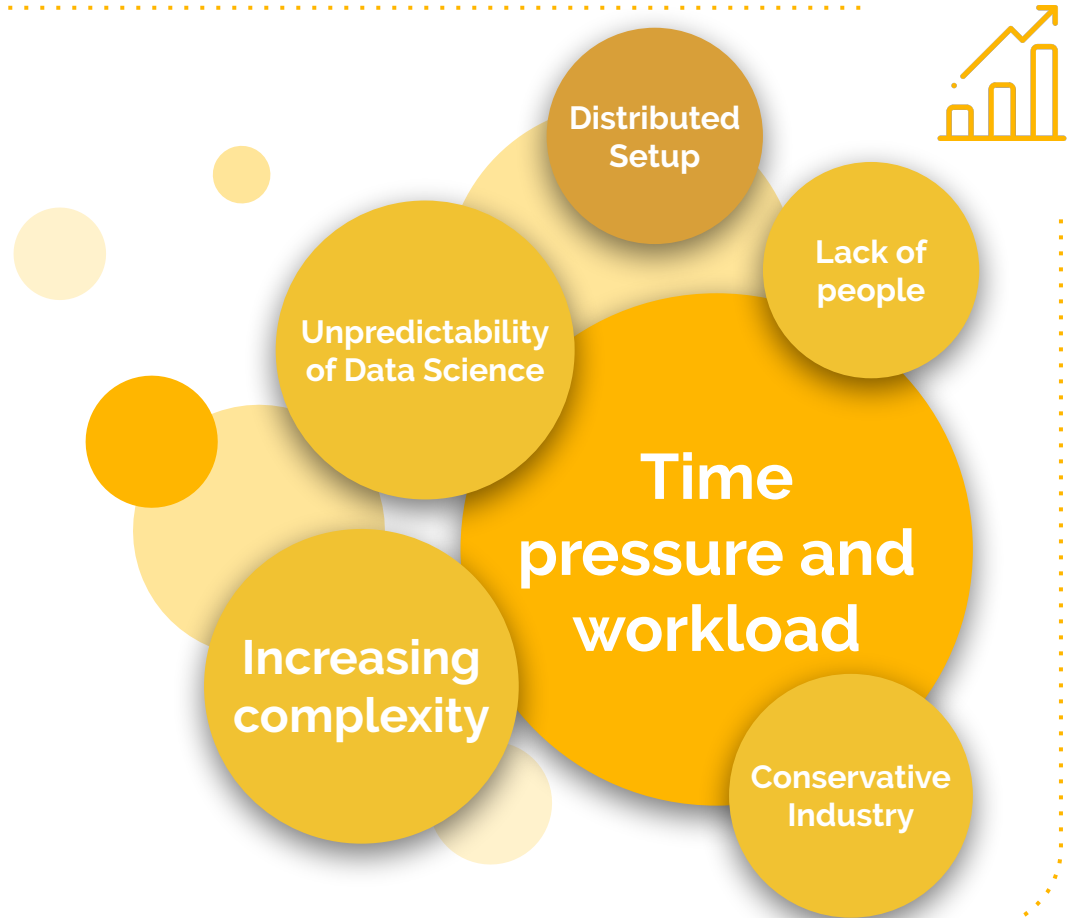 Distributed
Setup
Lack of
people
Unpredictability
of Data Science
Time
pressure and
workload
Increasing
complexity
Conservative
Industry